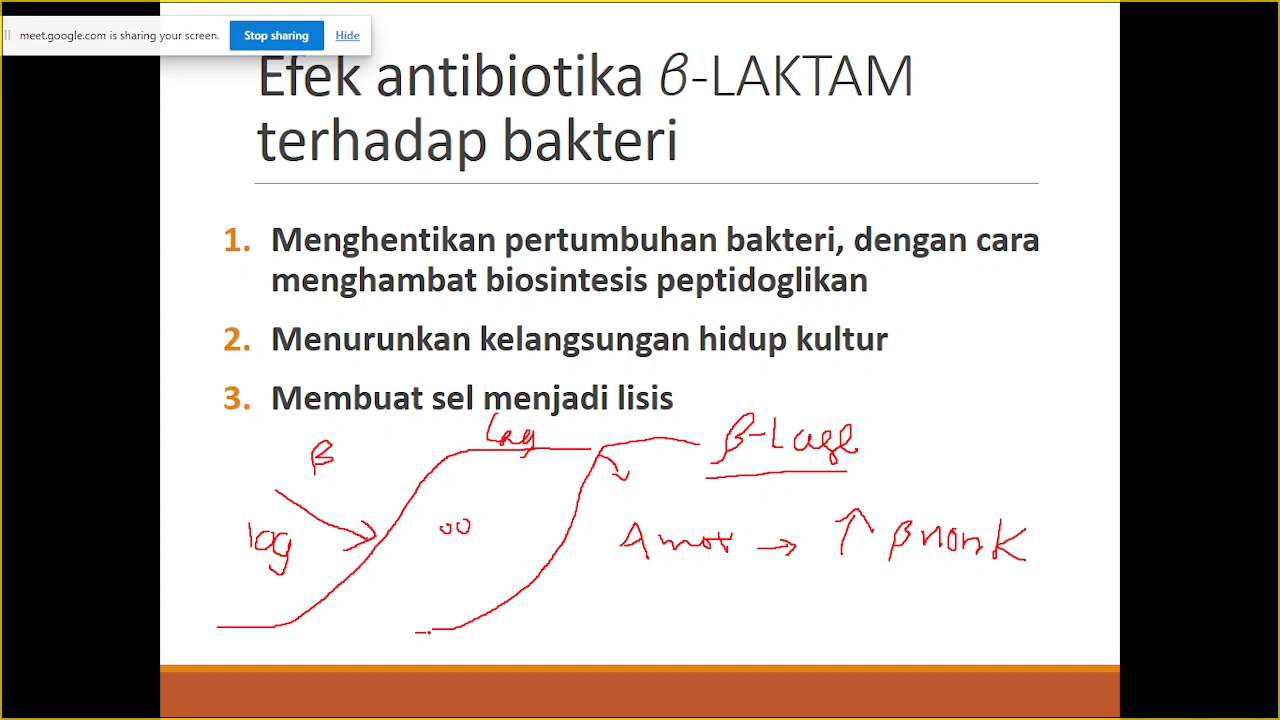 meet.google.com is sharing your screen. Stop sharing Hide
Efek antibiotika β-LAKTAM
terhadap bakteri
1. Menghentikan pertumbuhan bakteri, dengan cara
menghambat biosintesis peptidoglikan
2. Menurunkan kelangsungan hidup kultur
3. Membuat sel menjadi lisis
Lag
β
log
Amox → ↑ βronk